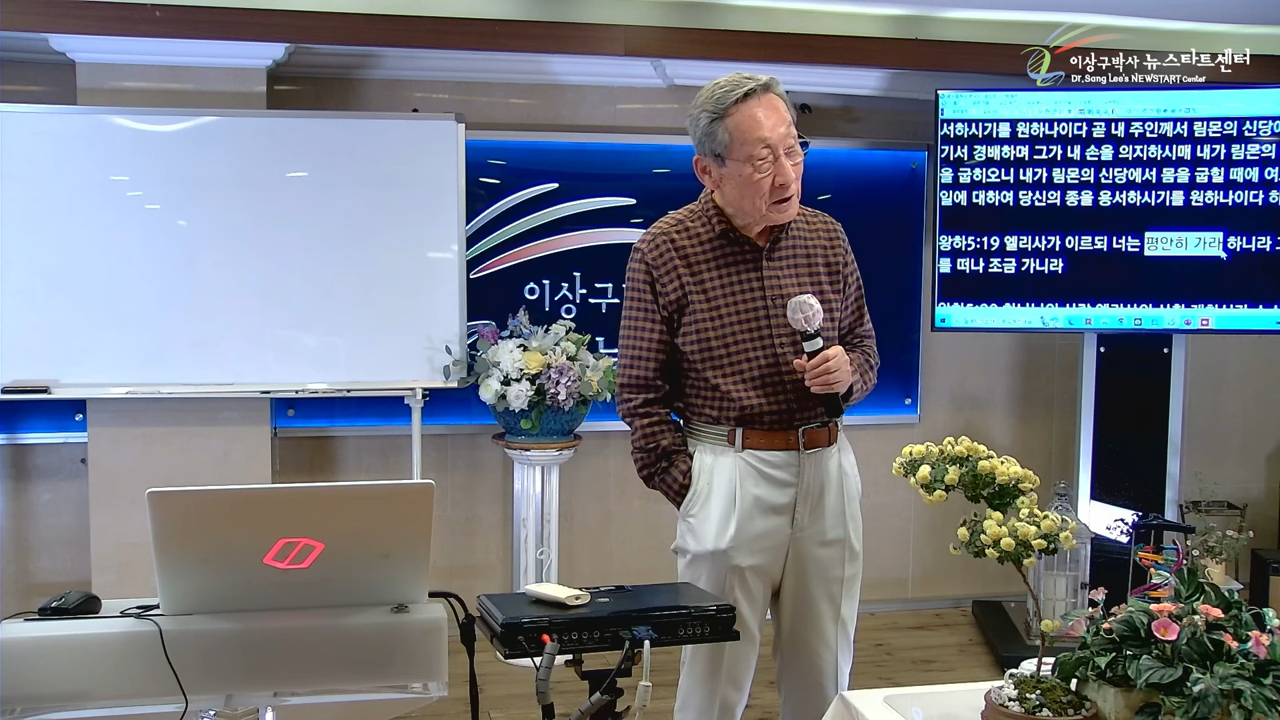 이상구박사 뉴스타트센터
Dr. Sang Lee's NEWSTART Center
서하시기를 원하나이다 곧 내 주인께서 림몬의 신당에
기서 경배하며 그가 내 손을 의지하시매 내가 림몬의
을 굽히오니 내가 림몬의 신당에서 몸을 굽힐 때에 여
일에 대하여 당신의 종을 용서하시기를 원하나이다 하
왕하5:19 엘리사가 이르되 너는 평안히 가라 하니라
를 떠나 조금 가니라
이상구